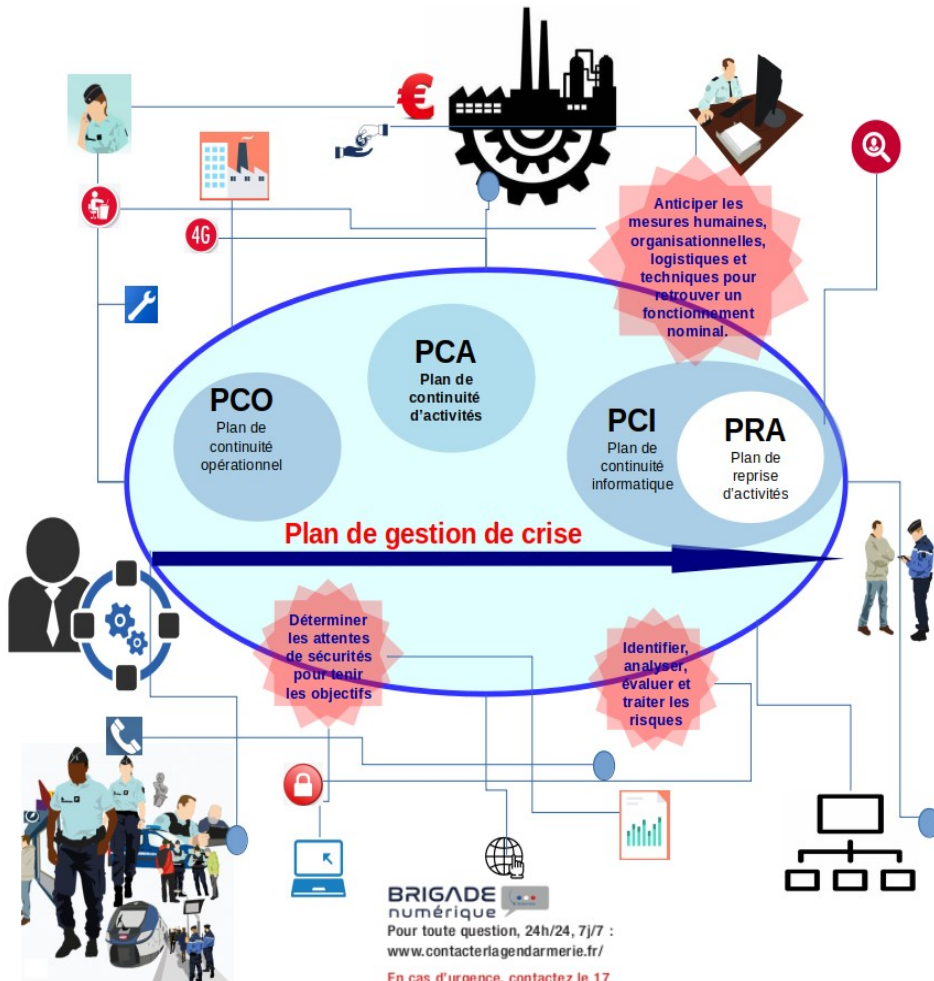 €
4G
Anticiper les
mesures humaines,
organisationnelles,
logistiques et
techniques pour
retrouver un
fonctionnement
nominal.
PCA
Plan de
continuité
d'activités
PCO
Plan de
continuité
opérationnel
PCI
Plan de
continuité
informatique
PRA
Plan de
reprise
d'activités
Plan de gestion de crise
Déterminer
les attentes
de sécurités
pour tenir
les objectifs
Identifier,
analyser,
évaluer et
traiter les
risques
BRIGADE
numérique
Pour toute question, 24h/24, 7j/7 :
www.contacterlagendarmerie.fr/
En cas d'urgence, contactez le 17